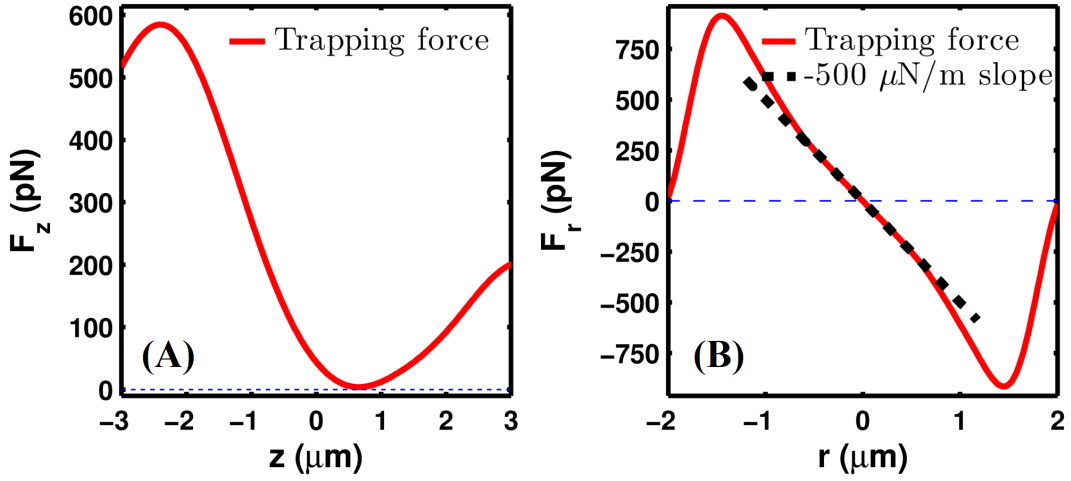 600
500
400
300
200
100
0
F_z (pN)
Trapping force
(A)
−3 −2 −1 0 1 2 3
z (μm)
750
500
250
0
−250
−500
−750
F_r (pN)
Trapping force
-500 μN/m slope
(B)
−2 −1 0 1 2
r (μm)